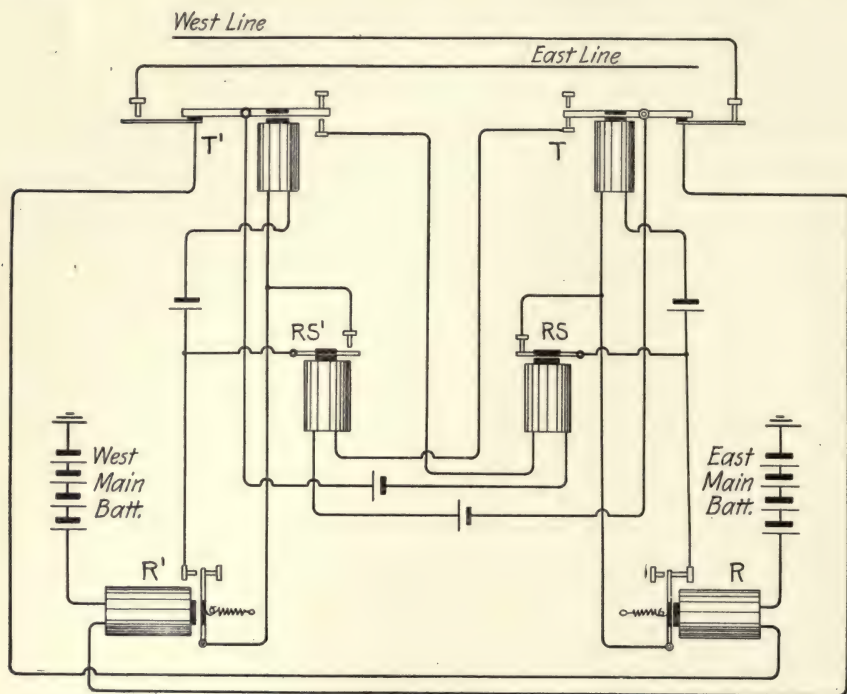 West Line
East Line
T'
T
RS'
RS
West
Main
Batt.
East
Main
Batt.
R'
R